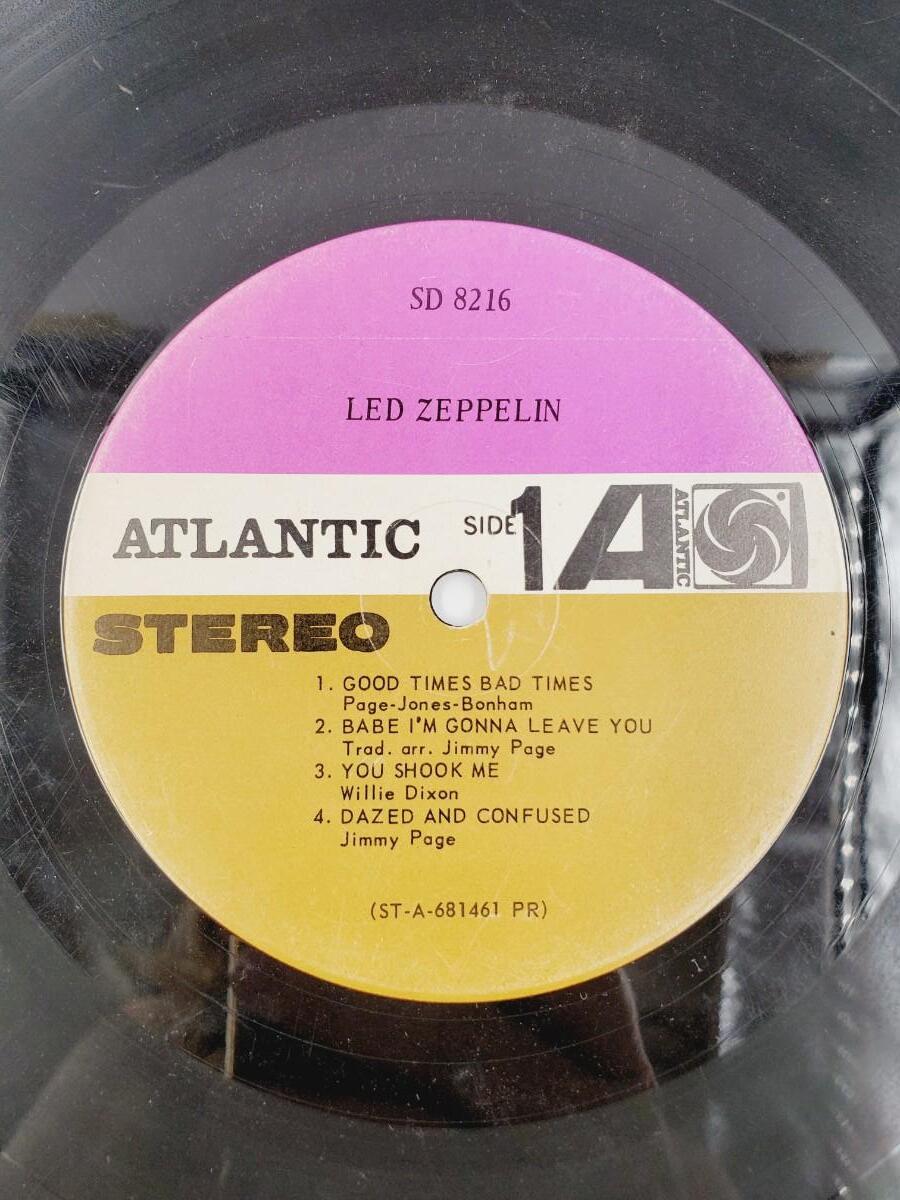 SD 8216
LED ZEPPELIN
ATLANTIC SIDE 1 A ATLANTIC
STEREO
1. GOOD TIMES BAD TIMES
Page-Jones-Bonham
2. BABE I'M GONNA LEAVE YOU
Trad. arr. Jimmy Page
3. YOU SHOOK ME
Willie Dixon
4. DAZED AND CONFUSED
Jimmy Page
(ST-A-681461 PR)